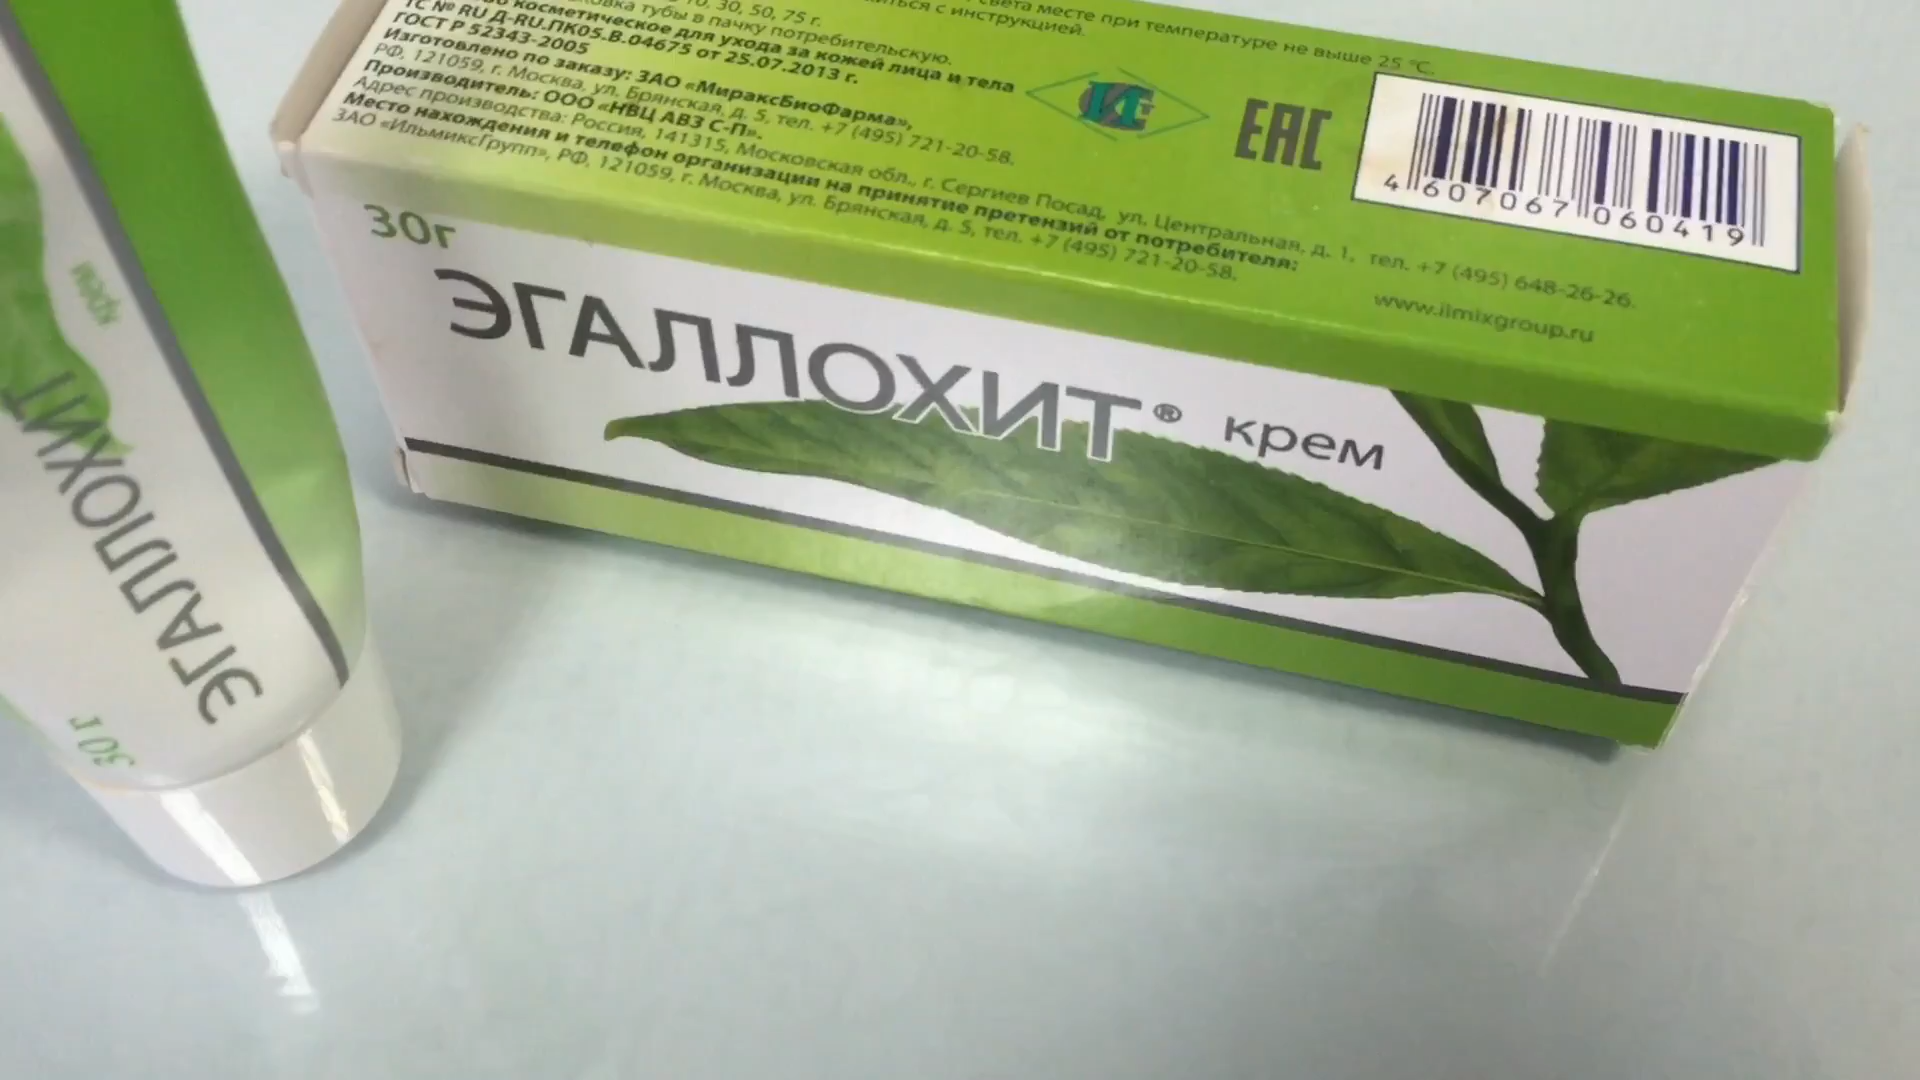 10, 30, 50, 75 г.
света месте при температуре не выше 25 °С.
тубы в пачку потребительскую.
с инструкцией.
косметическое для ухода за кожей лица и тела
ТС № RU Д-RU.ПК05.В.04675 от 25.07.2013 г.
ГОСТ Р 52343-2005
Изготовлено по заказу: ЗАО «МираксБиоФарма»,
РФ, 121059, г. Москва, ул. Брянская, д. 5, тел. +7 (495) 721-20-58.
Производитель: ООО «НВЦ АВЗ С-П».
Адрес производства: Россия, 141315, Московская обл., г. Сергиев Посад, ул. Центральная, д. 1, тел. +7 (495) 648-26-26.
Место нахождения и телефон организации на принятие претензий от потребителя:
ЗАО «ИльмиксГрупп», РФ, 121059, г. Москва, ул. Брянская, д. 5, тел. +7 (495) 721-20-58.
www.ilmixgroup.ru
ИГ
EAC
4 607067 060419
30г
ЭГАЛЛОХИТ® крем
ЭГАЛЛОХИТ
крем
30 г